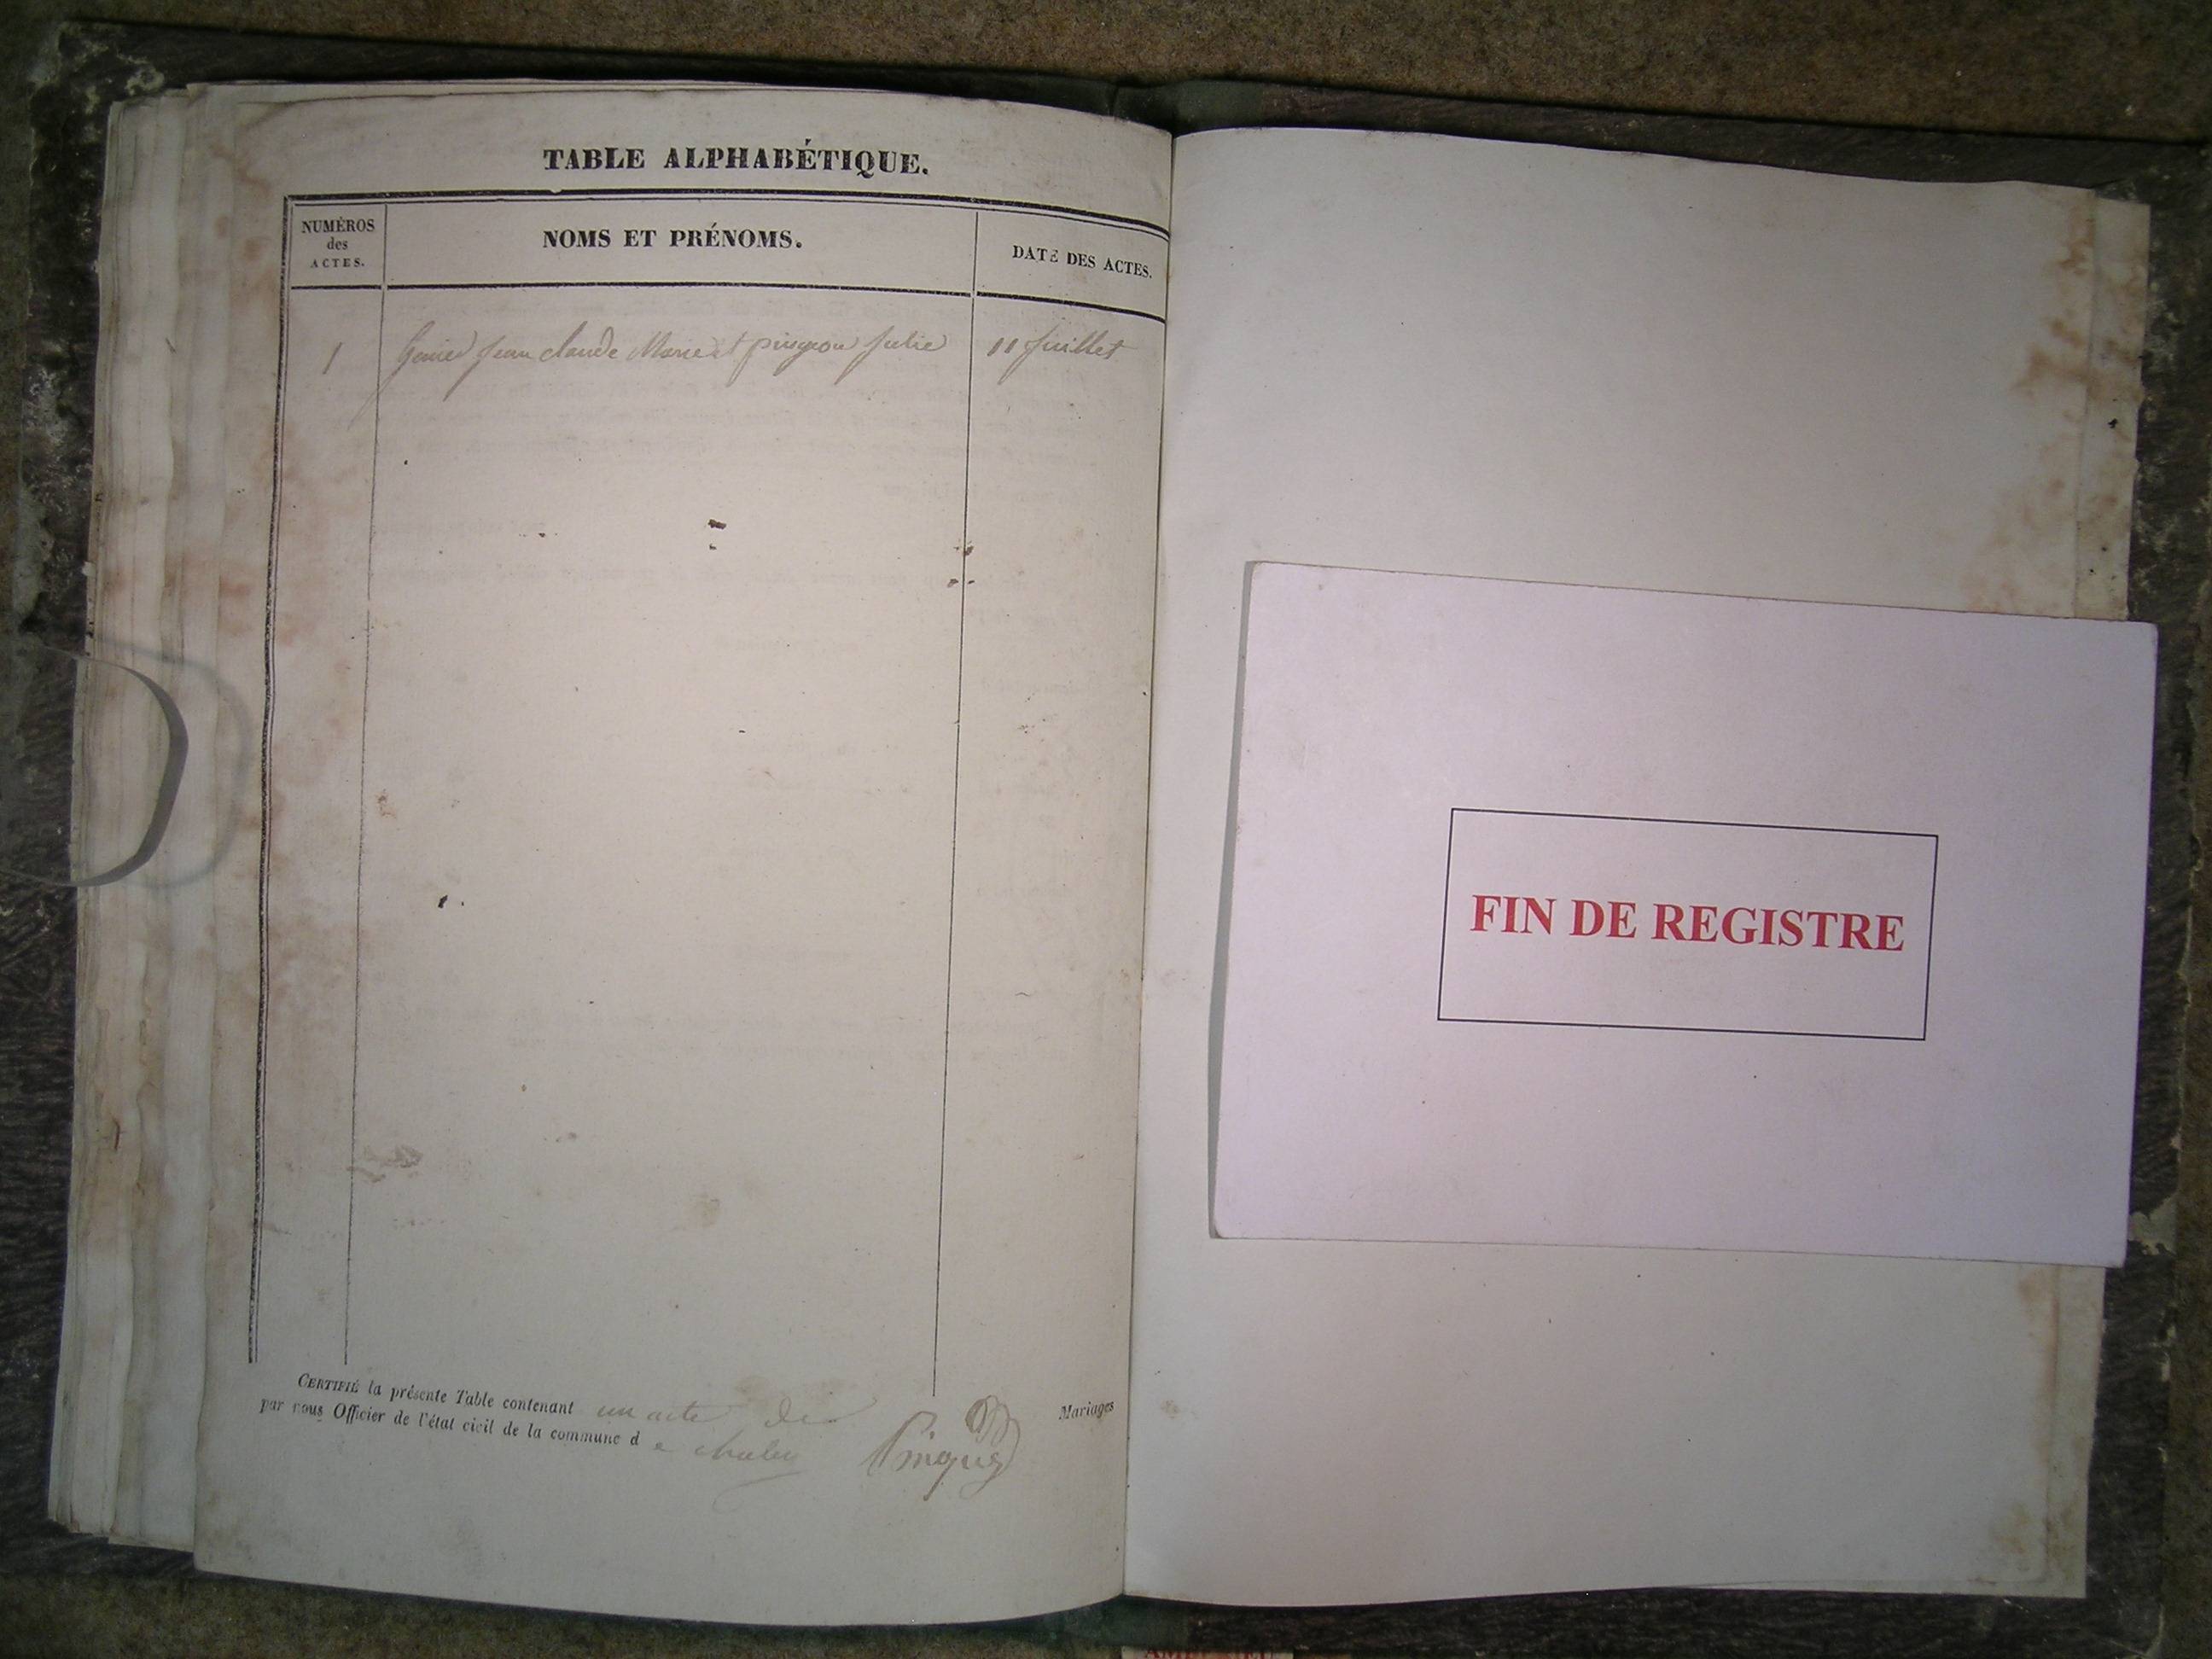 TABLE ALPHABÉTIQUE.
NUMÉROS
des
ACTES.
NOMS ET PRÉNOMS.
DATE DES ACTES.
1 Jean claude Marie et julie 11 Juillet
CERTIFIÉ la présente Table contenant un acte de Mariages
par nous Officier de l'état civil de la commune d e
FIN DE REGISTRE